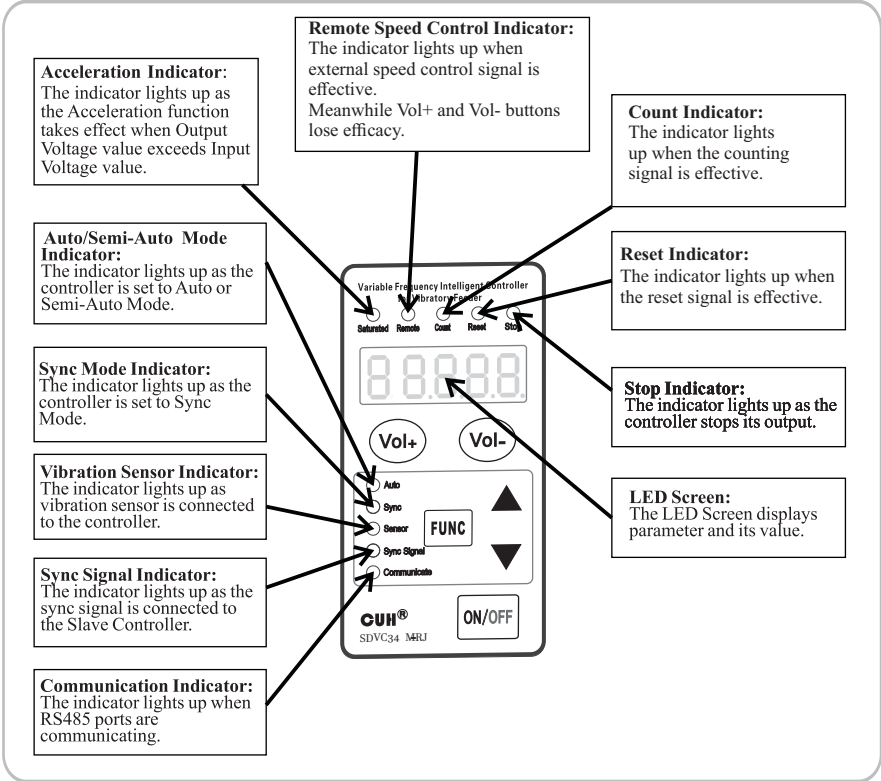 Remote Speed Control Indicator:
The indicator lights up when
external speed control signal is
effective.
Meanwhile Vol+ and Vol- buttons
lose efficacy.
Acceleration Indicator:
The indicator lights up as
the Acceleration function
takes effect when Output
Voltage value exceeds Input
Voltage value.
Count Indicator:
The indicator lights
up when the counting
signal is effective.
Auto/Semi-Auto Mode
Indicator:
The indicator lights up as the
controller is set to Auto or
Semi-Auto Mode.
Reset Indicator:
The indicator lights up when
the reset signal is effective.
Sync Mode Indicator:
The indicator lights up as the
controller is set to Sync
Mode.
Stop Indicator:
The indicator lights up as the
controller stops its output.
Vibration Sensor Indicator:
The indicator lights up as
vibration sensor is connected
to the controller.
LED Screen:
The LED Screen displays
parameter and its value.
Sync Signal Indicator:
The indicator lights up as the
sync signal is connected to
the Slave Controller.
Communication Indicator:
The indicator lights up when
RS485 ports are
communicating.
Variable Frequency Intelligent Controller
for Vibratory Feeder
Saturated Remote Count Reset Stop
88.8.8.8.
Vol+ Vol-
Auto
Sync
Sensor
FUNC
Sync Signal
Communicate
CUH®
SDVC34 MRJ
ON/OFF